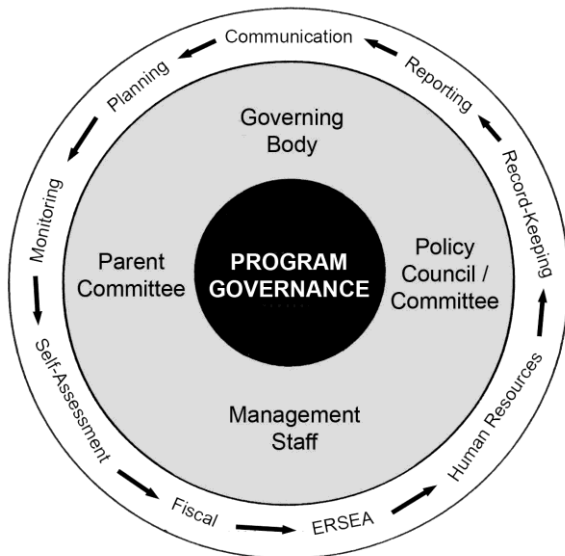 Communication
Planning
Monitoring
Self-Assessment
Fiscal
ERSEA
Human Resources
Record-Keeping
Reporting
Governing
Body
Parent
Committee
PROGRAM
GOVERNANCE
Policy
Council /
Committee
Management
Staff